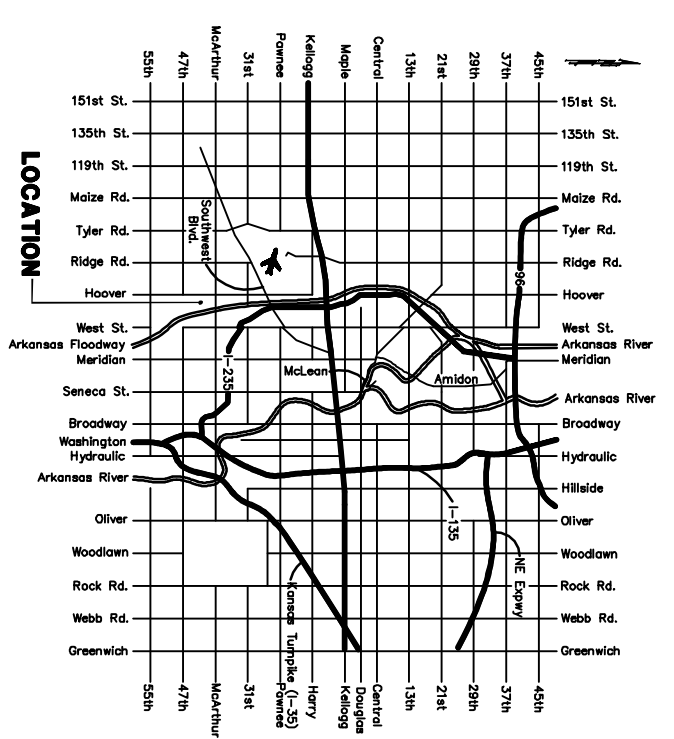 55th
47th
McArthur
31st
Pawnee
Kellogg
Maple
Central
13th
21st
29th
37th
45th
151st St.
151st St.
135th St.
135th St.
119th St.
119th St.
Maize Rd.
Maize Rd.
Tyler Rd.
Tyler Rd.
Ridge Rd.
Ridge Rd.
Hoover
Hoover
West St.
West St.
Arkansas Floodway
Arkansas River
Meridian
Meridian
Seneca St.
Arkansas River
Broadway
Broadway
Washington
Hydraulic
Hydraulic
Arkansas River
Hillside
Oliver
Oliver
Woodlawn
Woodlawn
Rock Rd.
Rock Rd.
Webb Rd.
Webb Rd.
Greenwich
Greenwich
LOCATION
Southwest
Blvd.
96
I-235
McLean
Amidon
I-135
NE Expwy
Kansas Turnpike (I-35)
55th
47th
McArthur
31st
Pawnee
Harry
Kellogg
Douglas
Central
13th
21st
29th
37th
45th